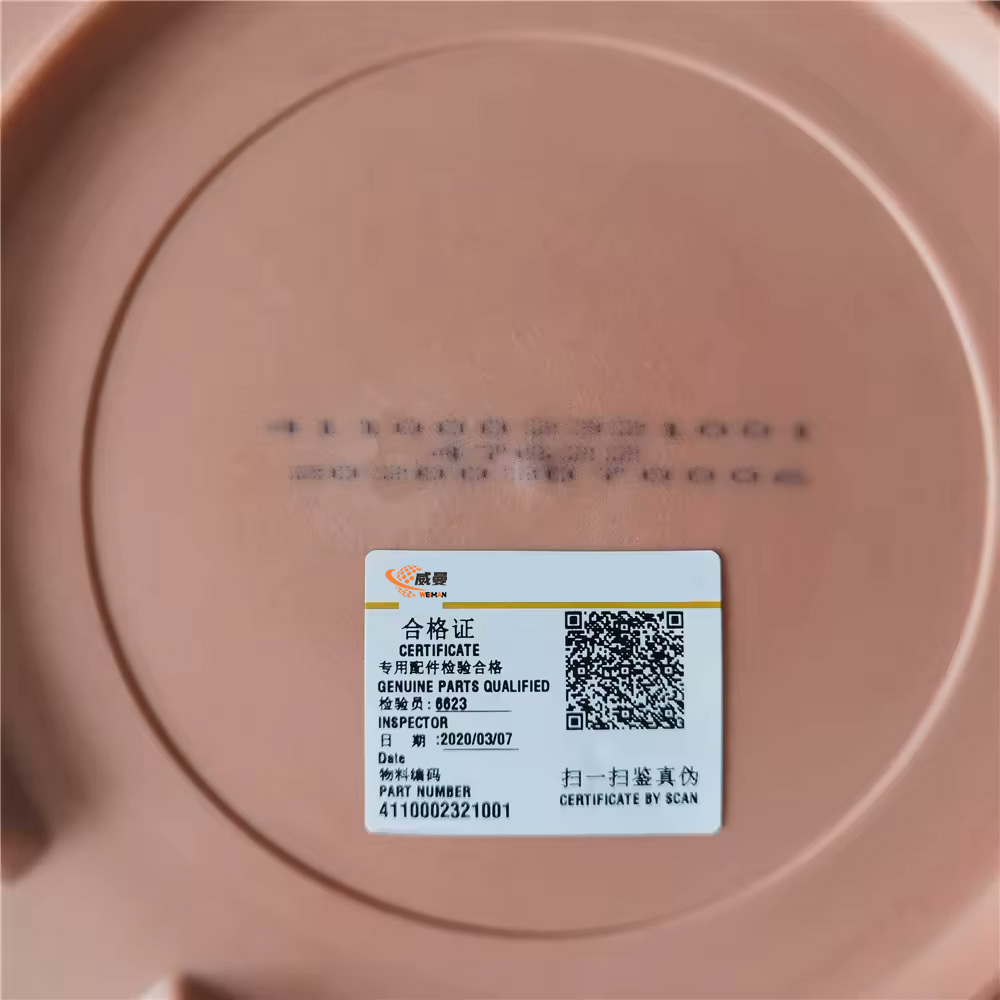 4110002321001
威曼
WEMAN
合格证
CERTIFICATE
专用配件检验合格
GENUINE PARTS QUALIFIED
检验员:6623
INSPECTOR
日 期 :2020/03/07
Date
物料编码
PART NUMBER
4110002321001
扫一扫鉴真伪
CERTIFICATE BY SCAN